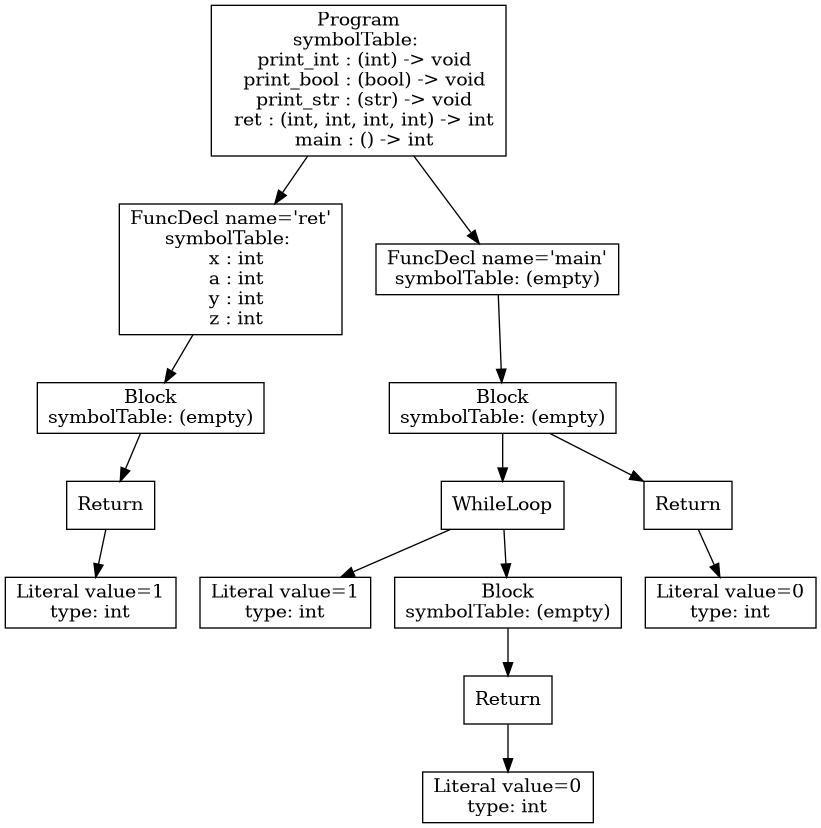 Program
symbolTable:
print_int : (int) -> void
print_bool : (bool) -> void
print_str : (str) -> void
ret : (int, int, int, int) -> int
main : () -> int
FuncDecl name='ret'
symbolTable:
x : int
a : int
y : int
z : int
FuncDecl name='main'
symbolTable: (empty)
Block
symbolTable: (empty)
Block
symbolTable: (empty)
Return
WhileLoop
Return
Literal value=1
type: int
Literal value=1
type: int
Block
symbolTable: (empty)
Literal value=0
type: int
Return
Literal value=0
type: int